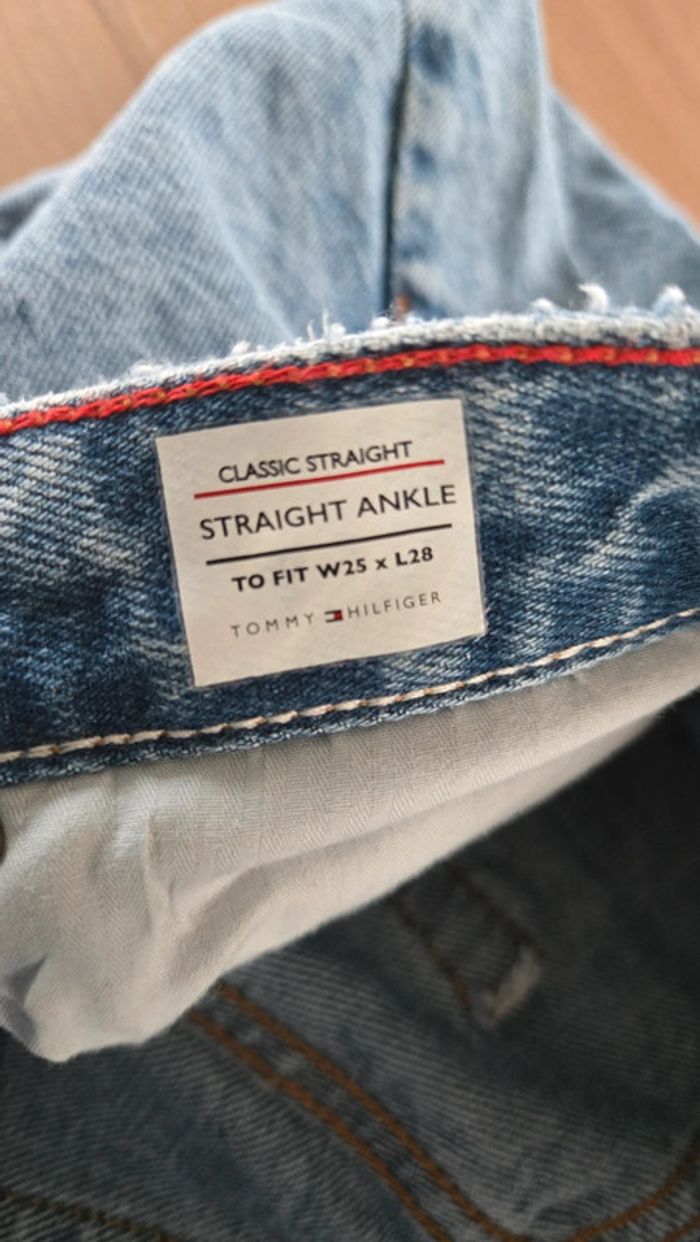 CLASSIC STRAIGHT
STRAIGHT ANKLE
TO FIT W25 x L28
TOMMY HILFIGER